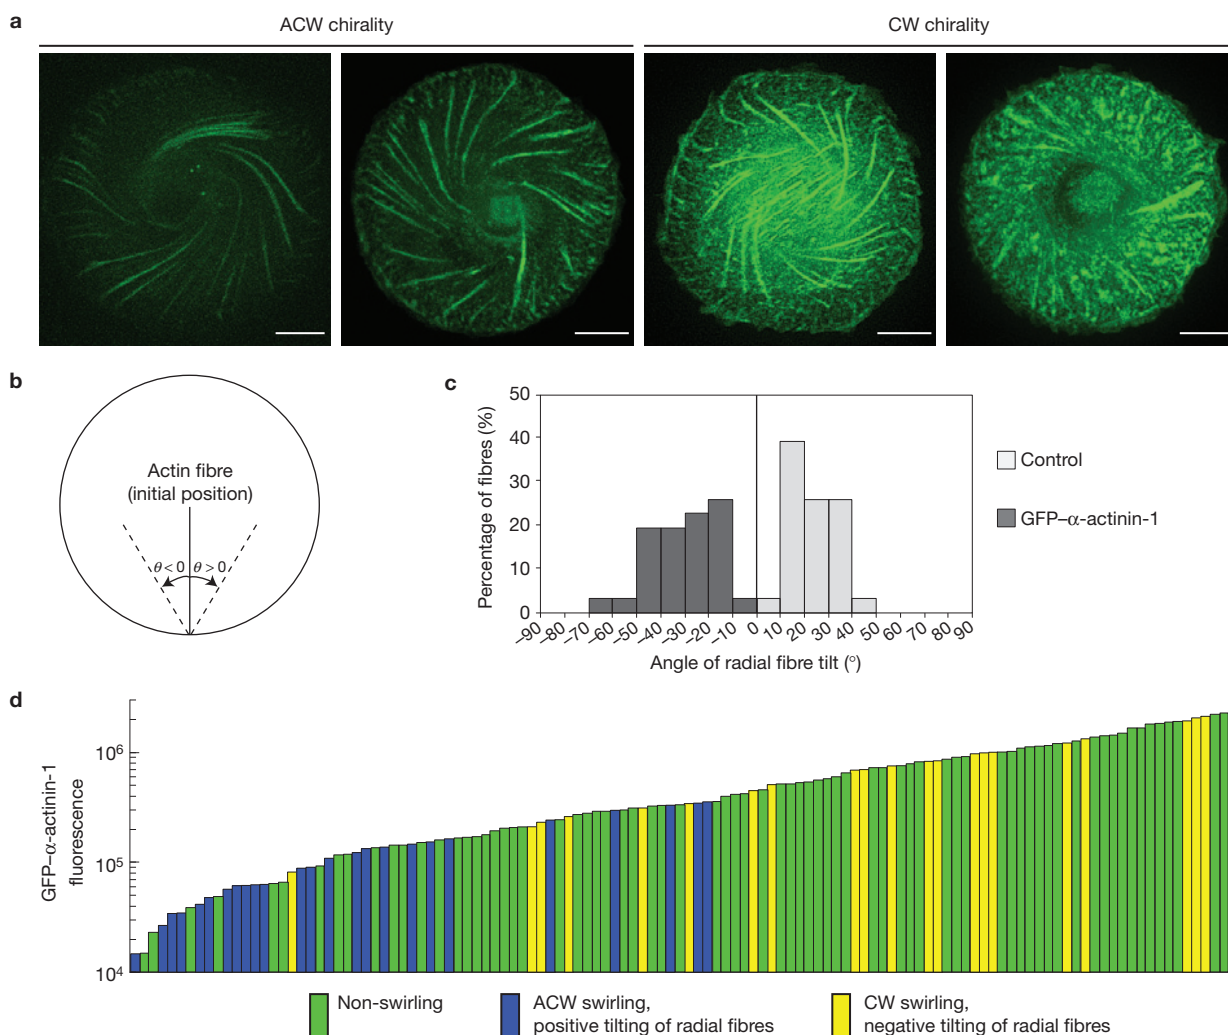 a
ACW chirality
CW chirality
b
Actin fibre
(initial position)
θ < 0
θ > 0
c
Percentage of fibres (%)
50
40
30
20
10
0
–90
–80
–70
–60
–50
–40
–30
–20
–10
0
10
20
30
40
50
60
70
80
90
Angle of radial fibre tilt (°)
Control
GFP–α-actinin-1
d
GFP–α-actinin-1
fluorescence
10⁶
10⁵
10⁴
Non-swirling
ACW swirling,
positive tilting of radial fibres
CW swirling,
negative tilting of radial fibres